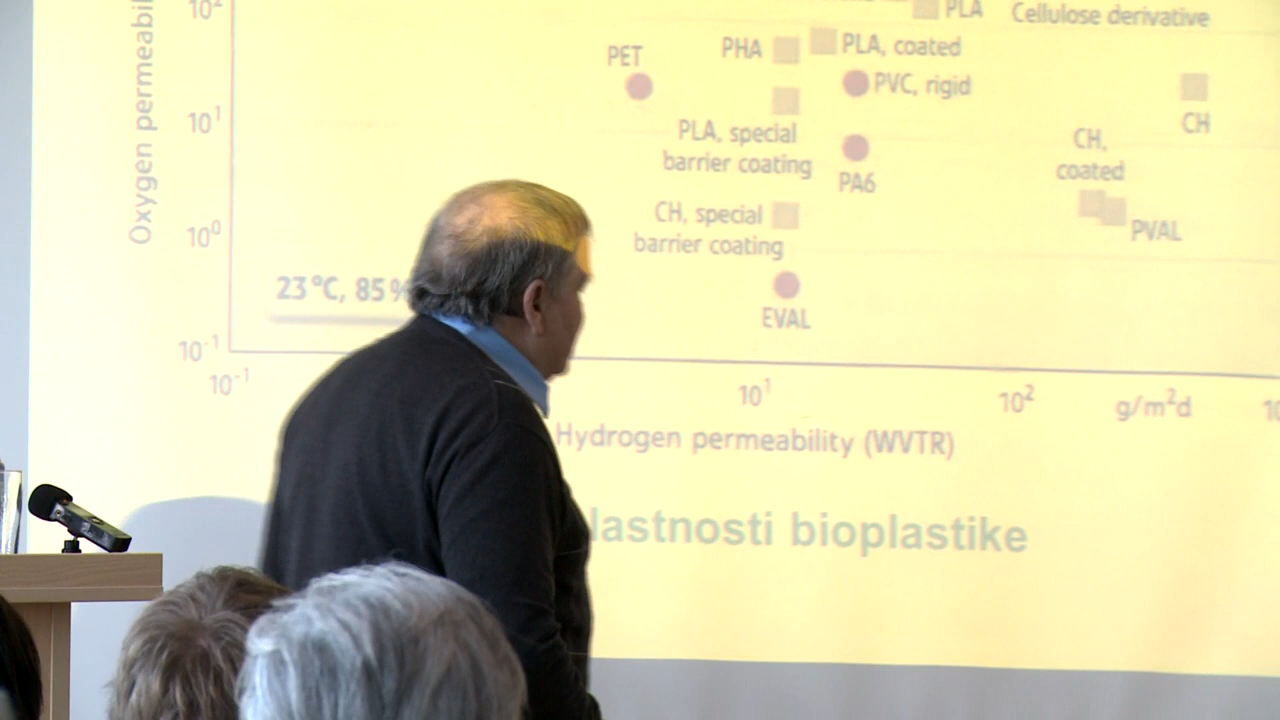 10²
PLA
Cellulose derivative
PET
PHA
PLA, coated
PVC, rigid
Oxygen
10¹
PLA, special
barrier coating
PA6
CH
CH,
coated
10⁰
CH, special
barrier coating
PVAL
23°C, 85%
EVAL
10⁻¹
10⁻¹
10¹
10²
g/m²d
Hydrogen permeability (WVTR)
bioplastike